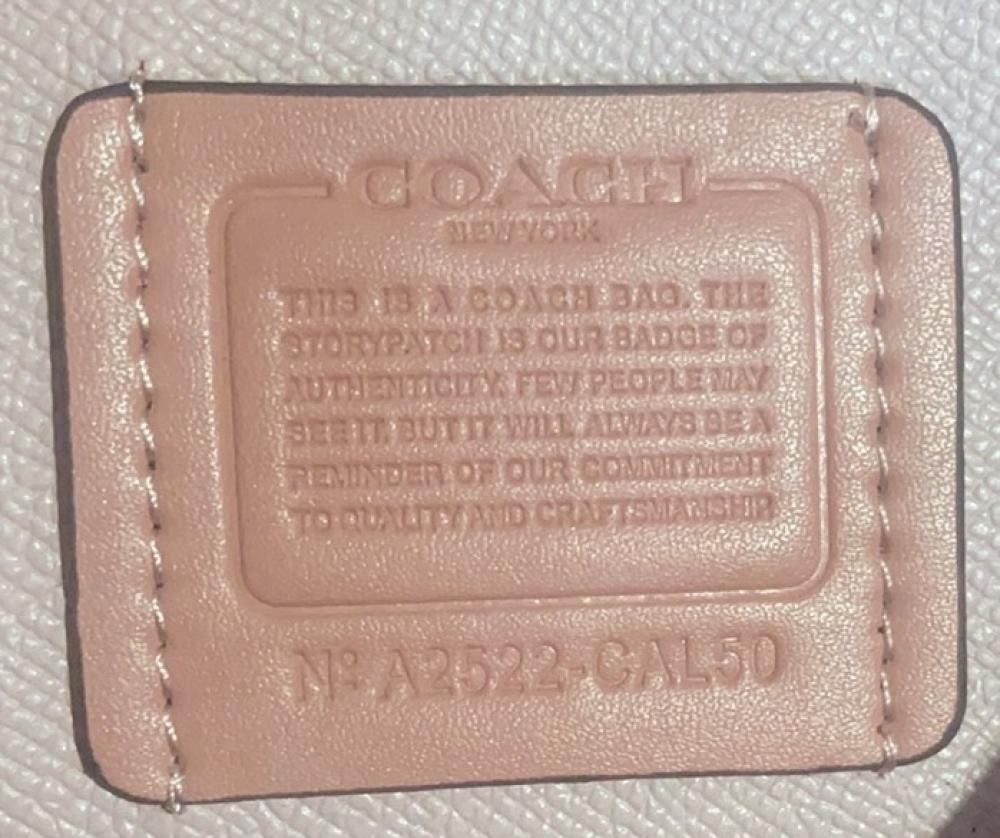 COACH
NEW YORK
THIS IS A COACH BAG. THE
STORYPATCH IS OUR BADGE OF
AUTHENTICITY. FEW PEOPLE MAY
SEE IT. BUT IT WILL ALWAYS BE A
REMINDER OF OUR COMMITMENT
TO QUALITY AND CRAFTSMANSHIP
Nº A2522-CAL50